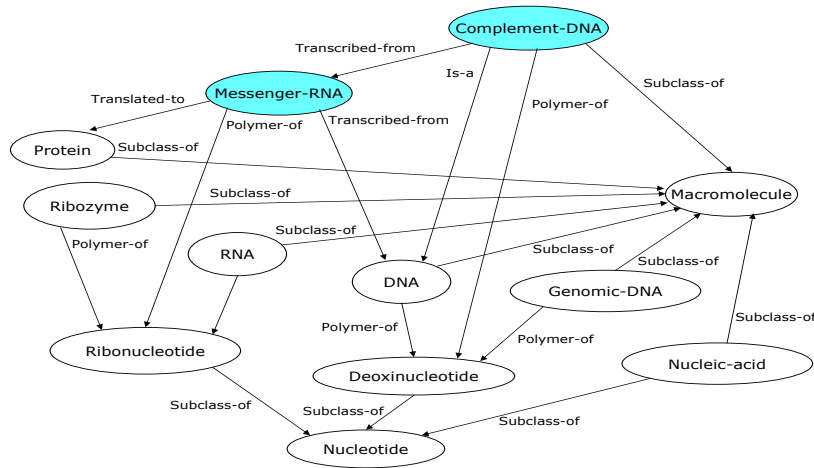 Complement-DNA
Transcribed-from
Is-a
Subclass-of
Messenger-RNA
Translated-to
Polymer-of
Polymer-of
Transcribed-from
Protein
Subclass-of
Ribozyme
Subclass-of
Macromolecule
Subclass-of
Polymer-of
RNA
Subclass-of
Subclass-of
DNA
Genomic-DNA
Subclass-of
Polymer-of
Polymer-of
Ribonucleotide
Nucleic-acid
Deoxinucleotide
Subclass-of
Subclass-of
Subclass-of
Nucleotide